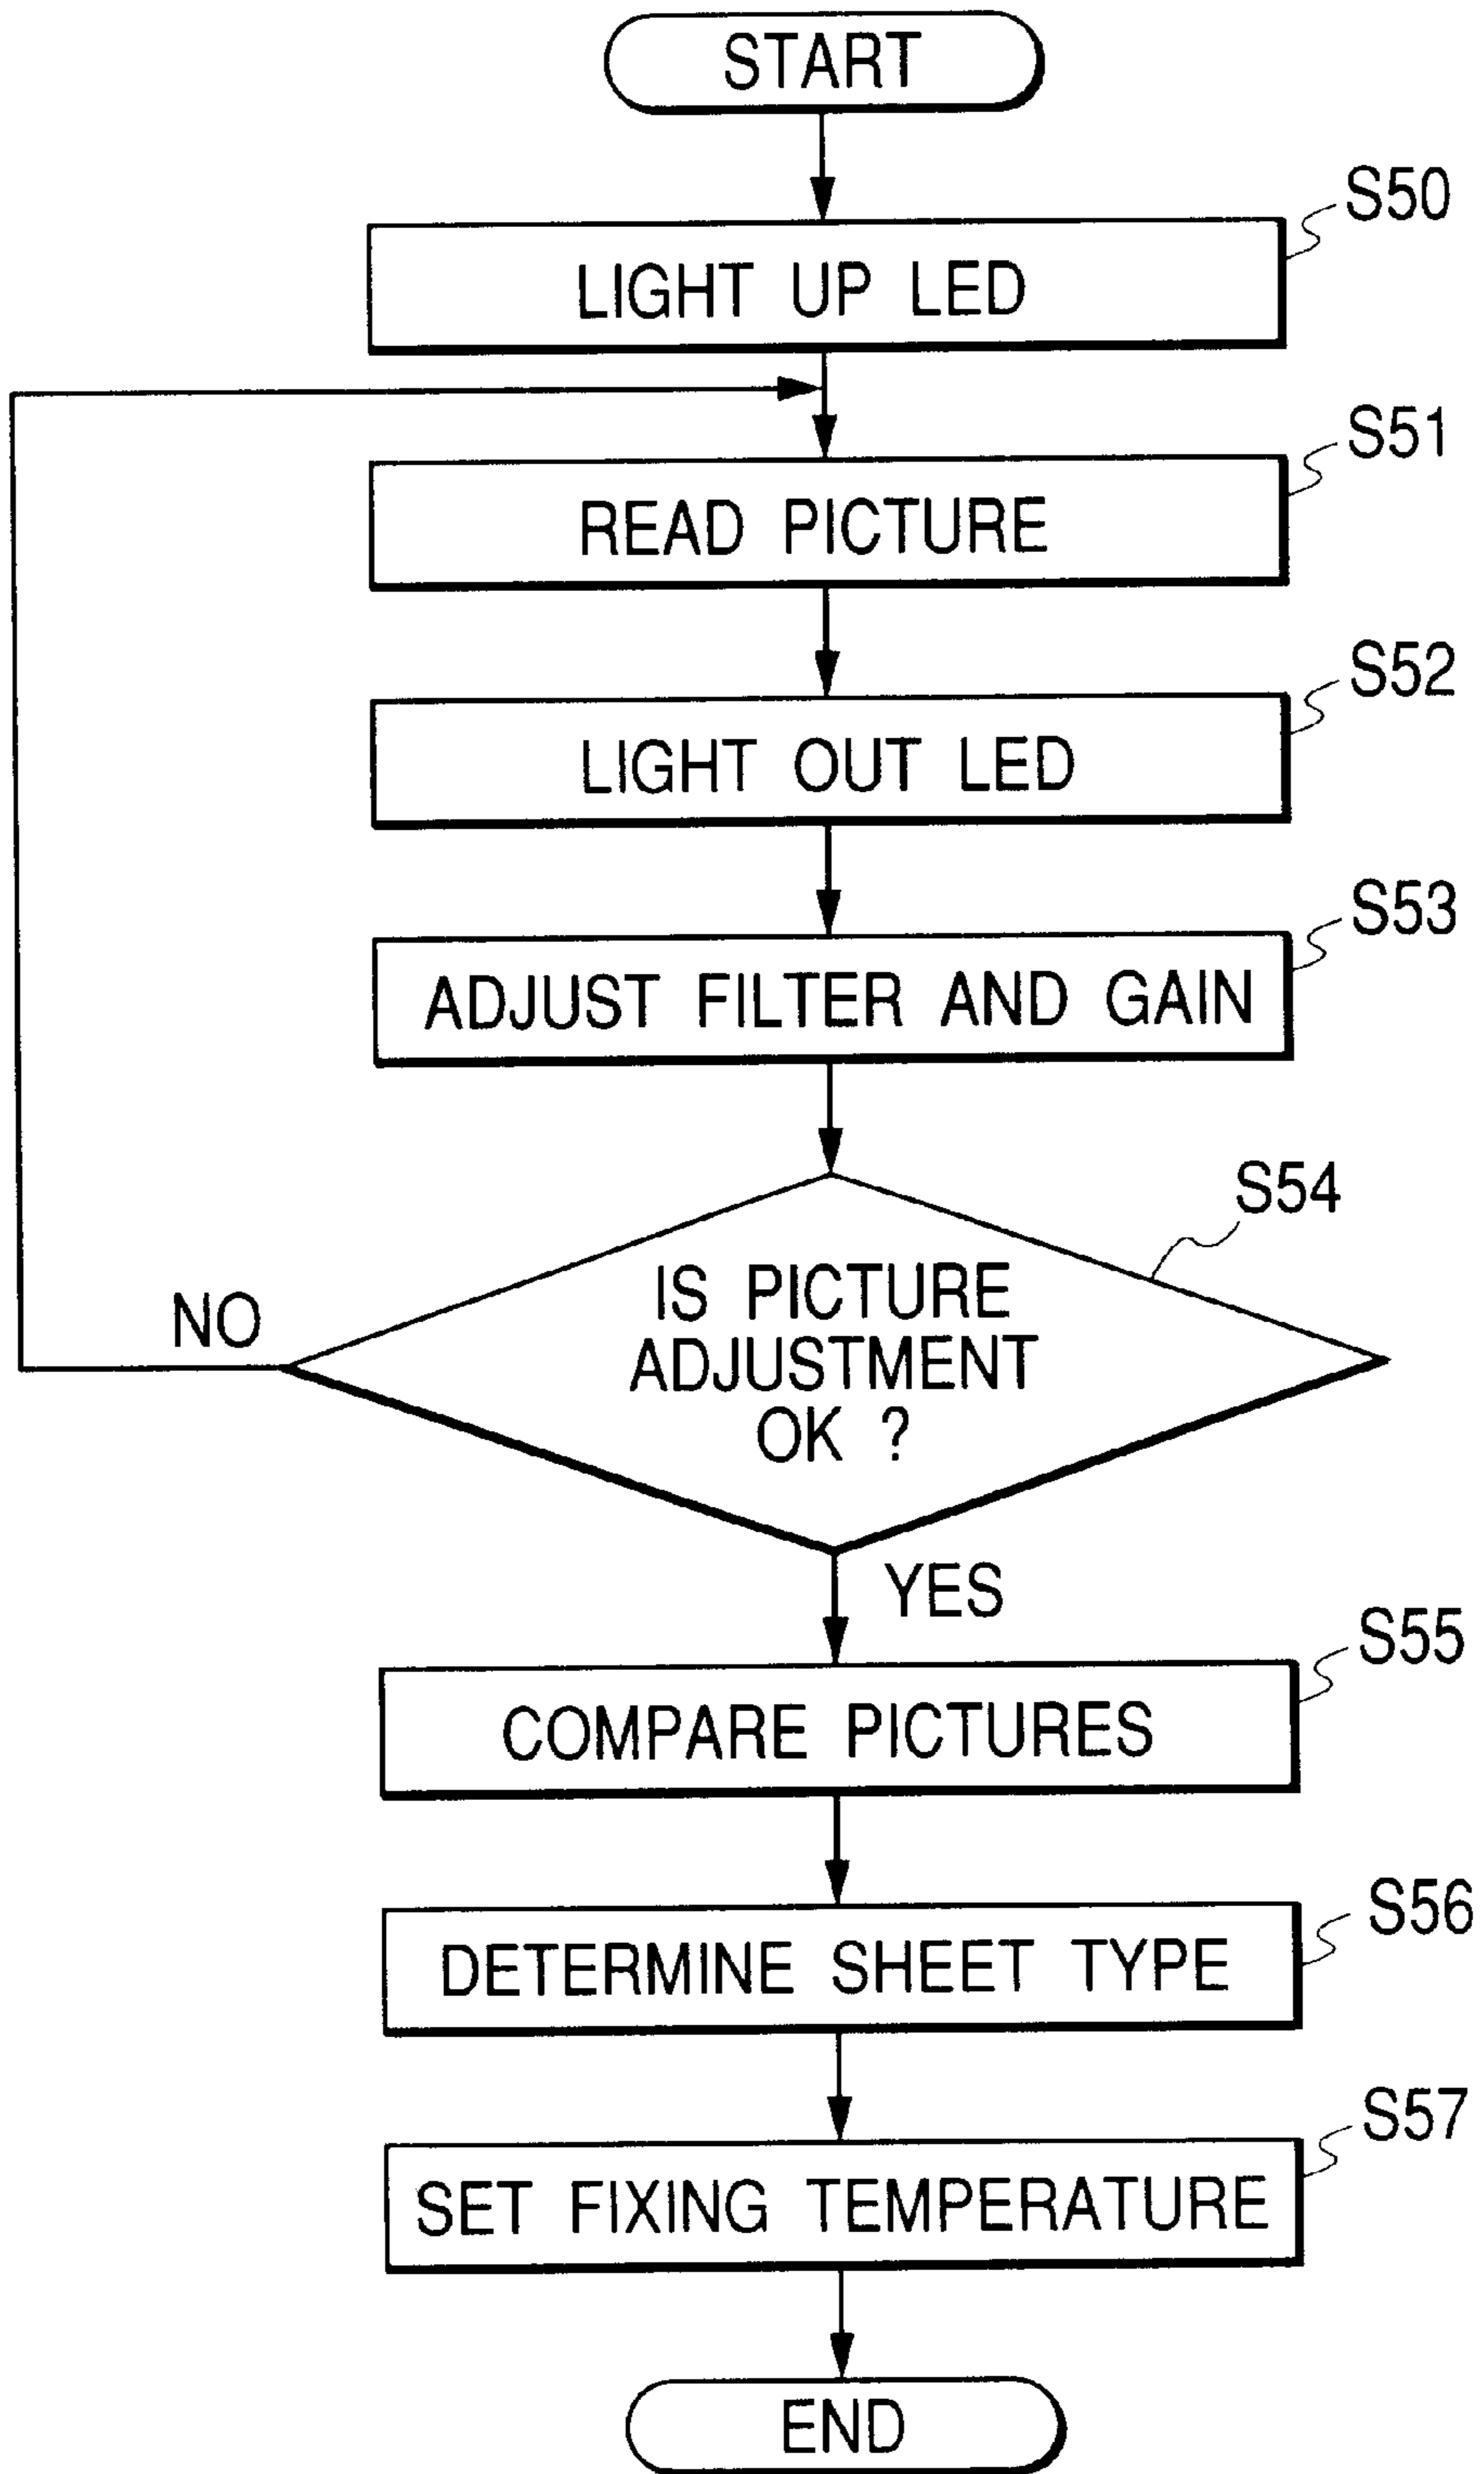 START
S50
LIGHT UP LED
S51
READ PICTURE
S52
LIGHT OUT LED
S53
ADJUST FILTER AND GAIN
S54
IS PICTURE
ADJUSTMENT
OK ?
NO
YES
S55
COMPARE PICTURES
S56
DETERMINE SHEET TYPE
S57
SET FIXING TEMPERATURE
END